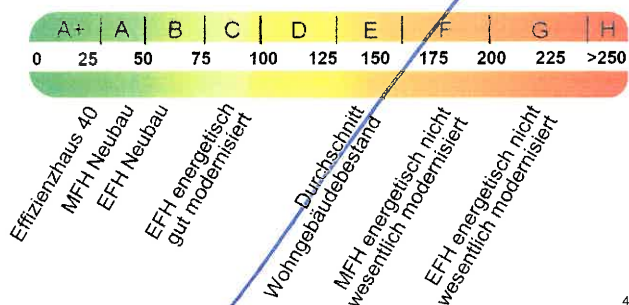 A+ A B C D E F G H
0 25 50 75 100 125 150 175 200 225 >250
Effizienzhaus 40
MFH Neubau
EFH Neubau
EFH energetisch
gut modernisiert
Durchschnitt
Wohngebäudebestand
MFH energetisch nicht
wesentlich modernisiert
EFH energetisch nicht
wesentlich modernisiert
4